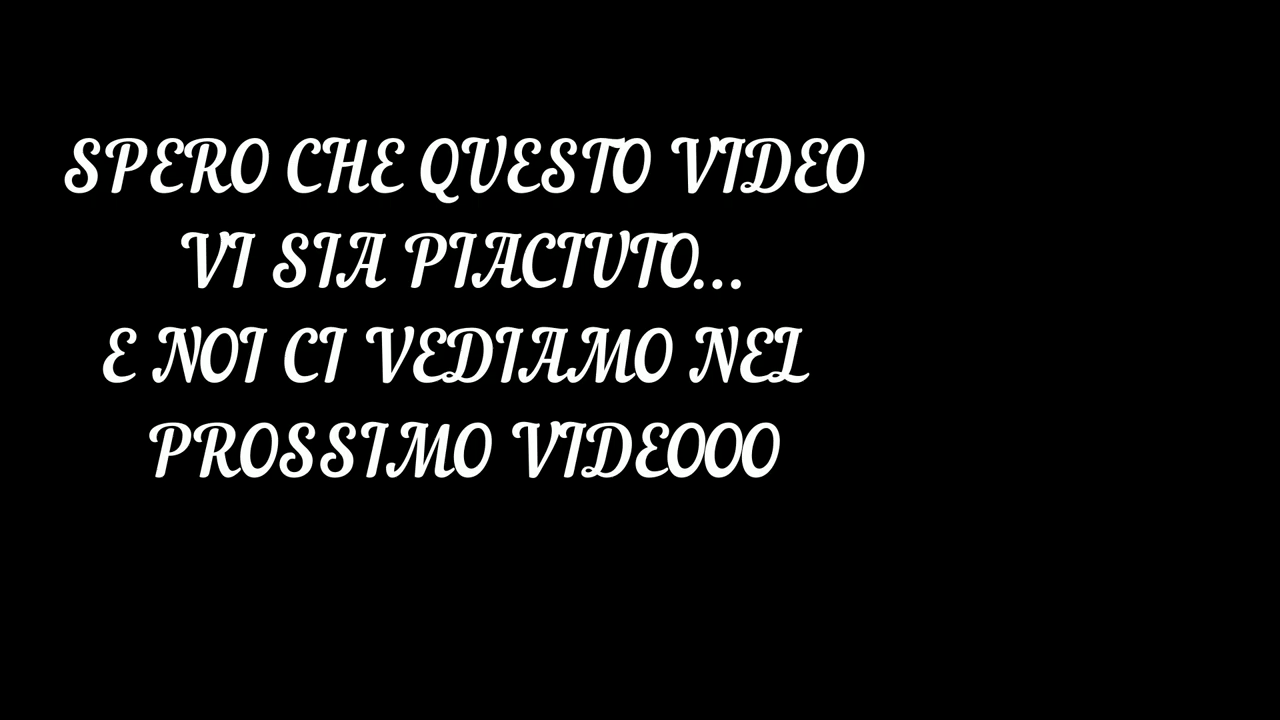 SPERO CHE QUESTO VIDEO
VI SIA PIACIUTO...
E NOI CI VEDIAMO NEL
PROSSIMO VIDEOOO